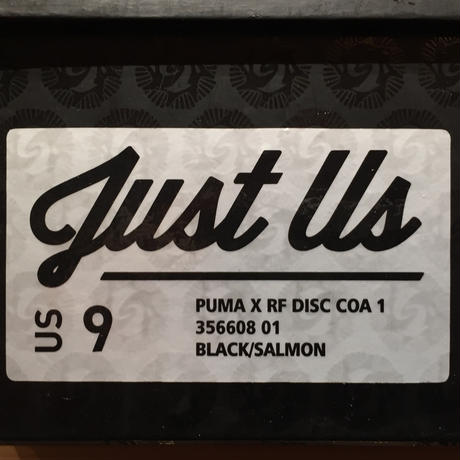 Just Us
US 9
PUMA X RF DISC COA 1
356608 01
BLACK/SALMON